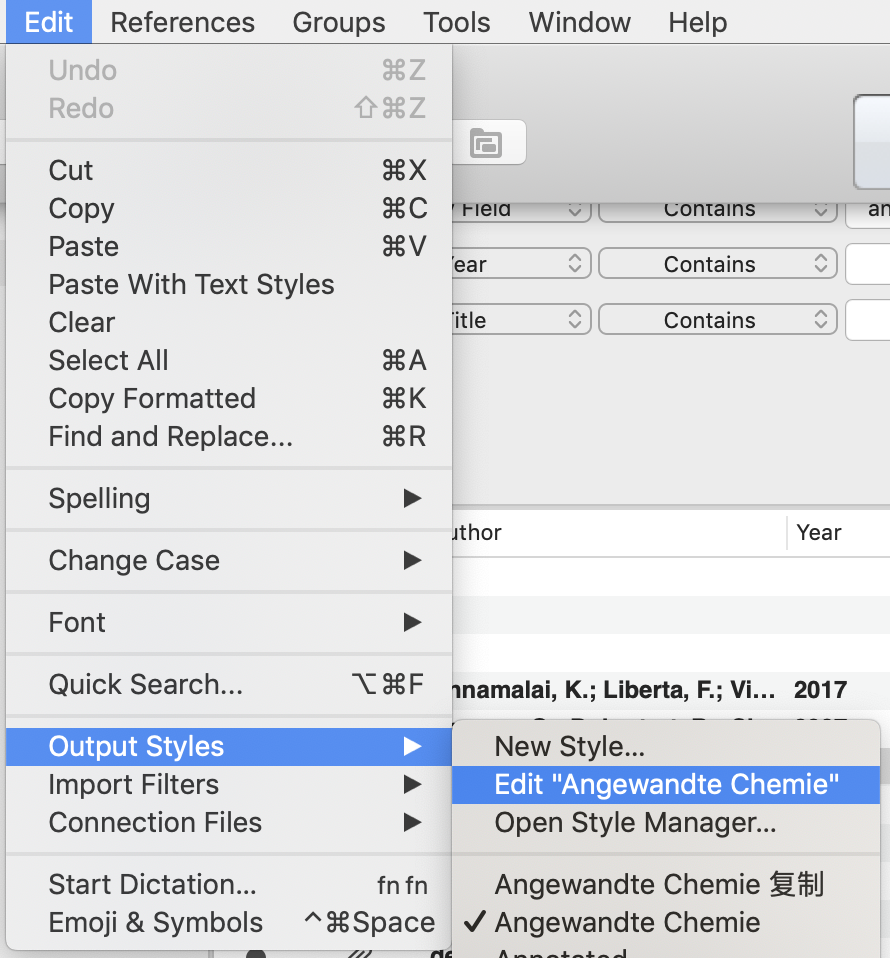 Edit References Groups Tools Window Help
Undo ⌘Z
Redo ⇧⌘Z
Cut ⌘X
Copy ⌘C
Paste ⌘V
Paste With Text Styles
Clear
Select All ⌘A
Copy Formatted ⌘K
Find and Replace... ⌘R
Spelling ▶
Change Case ▶
Font ▶
Quick Search... ⌥⌘F
Output Styles ▶
Import Filters ▶
Connection Files ▶
Start Dictation... fn fn
Emoji & Symbols ^⌘Space
Field Contains an
Year Contains
Title Contains
uthor Year
nnamalai, K.; Liberta, F.; Vi... 2017
New Style...
Edit "Angewandte Chemie"
Open Style Manager...
Angewandte Chemie 复制
✓ Angewandte Chemie
Annotated